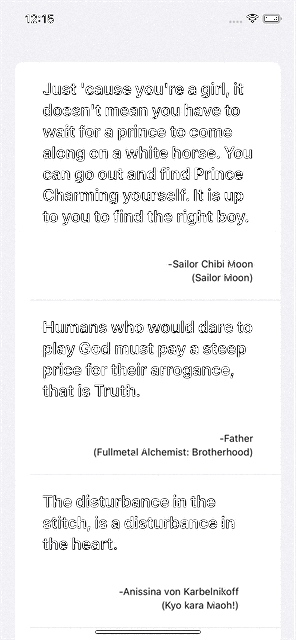 12:15
Just 'cause you're a girl, it
doesn't mean you have to
wait for a prince to come
along on a white horse. You
can go out and find Prince
Charming yourself. It is up
to you to find the right boy.
-Sailor Chibi Moon
(Sailor Moon)
Humans who would dare to
play God must pay a steep
price for their arrogance,
that is Truth.
-Father
(Fullmetal Alchemist: Brotherhood)
The disturbance in the
stitch, is a disturbance in
the heart.
-Anissina von Karbelnikoff
(Kyo kara Maoh!)